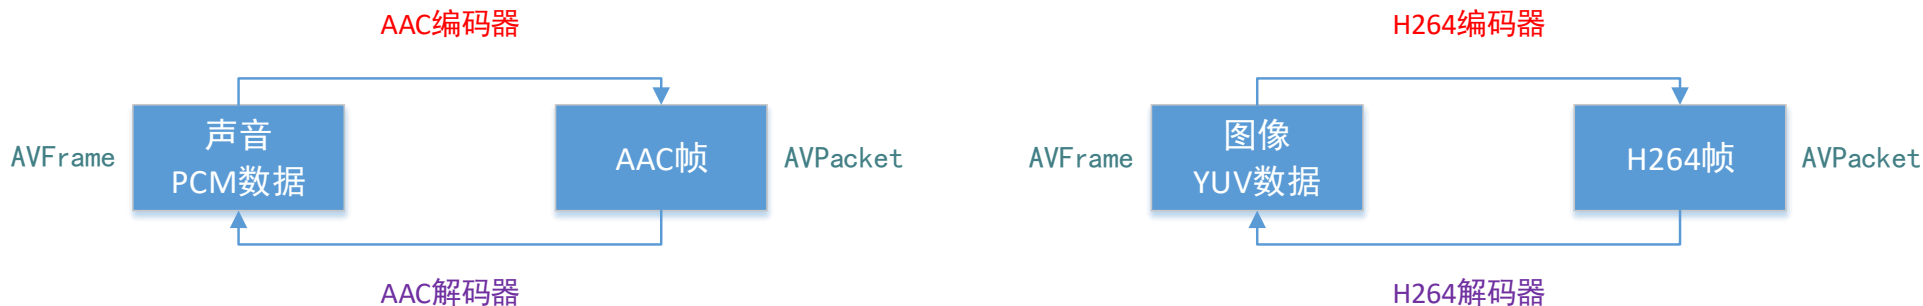 AAC编码器
AVFrame
声音
PCM数据
AAC帧
AVPacket
AAC解码器
H264编码器
AVFrame
图像
YUV数据
H264帧
AVPacket
H264解码器